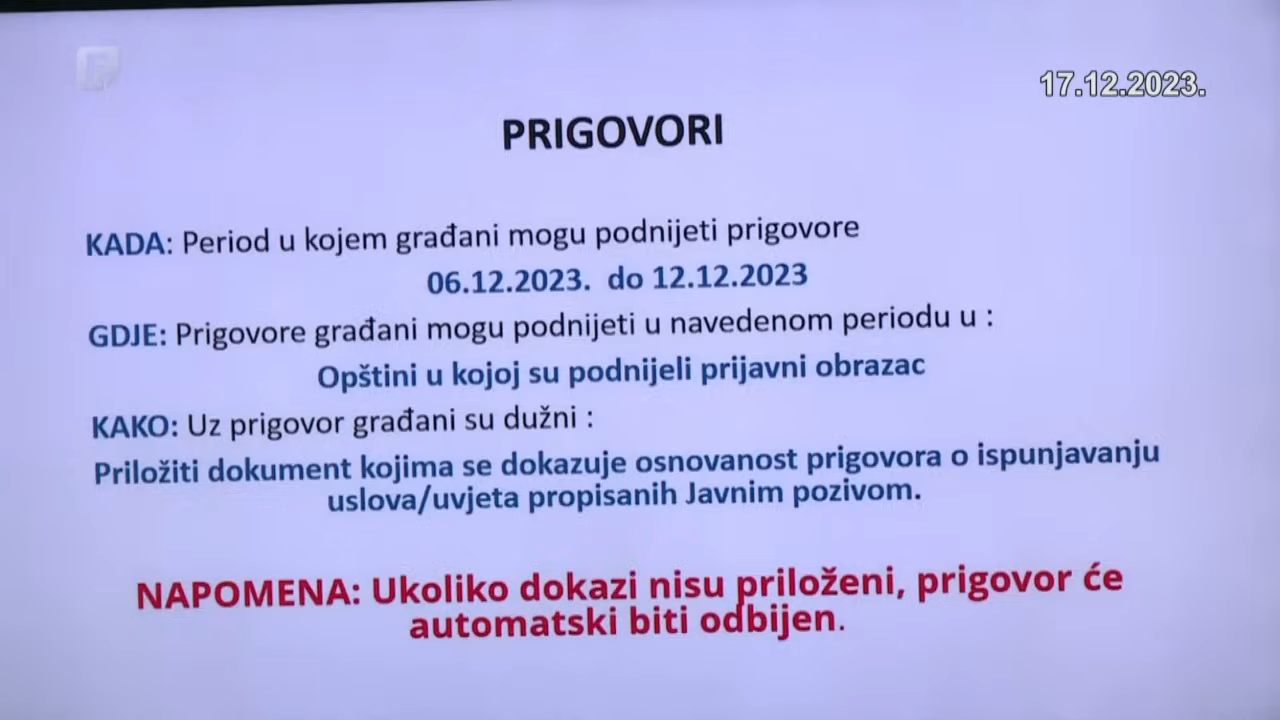 17.12.2023.
PRIGOVORI
KADA: Period u kojem građani mogu podnijeti prigovore
06.12.2023. do 12.12.2023
GDJE: Prigovore građani mogu podnijeti u navedenom periodu u :
Opštini u kojoj su podnijeli prijavni obrazac
KAKO: Uz prigovor građani su dužni :
Priložiti dokument kojima se dokazuje osnovanost prigovora o ispunjavanju
uslova/uvjeta propisanih Javnim pozivom.
NAPOMENA: Ukoliko dokazi nisu priloženi, prigovor će
automatski biti odbijen.